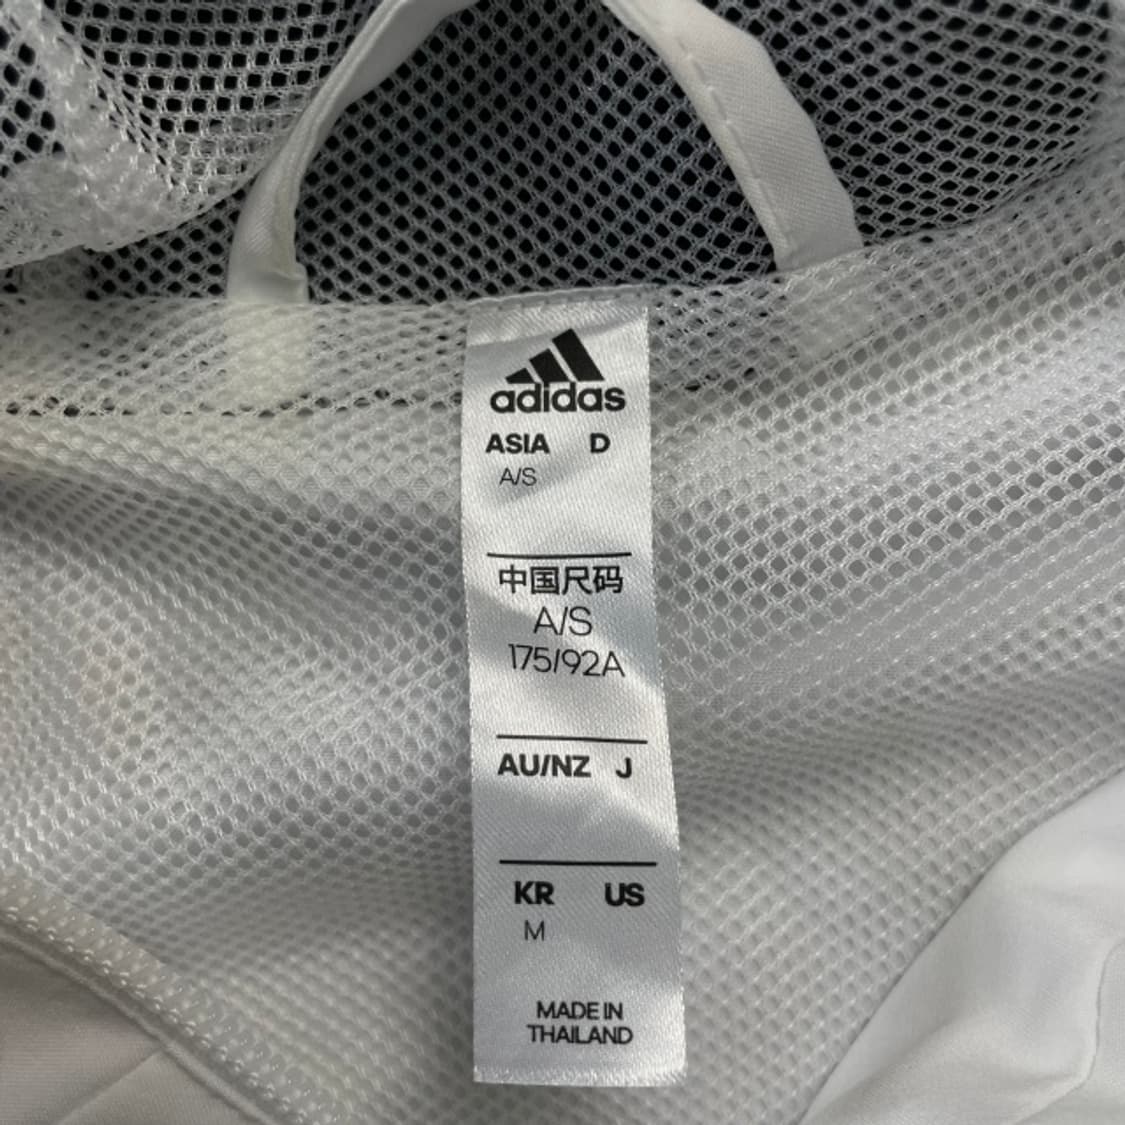 adidas
ASIA D
A/S
中国尺码
A/S
175/92A
AU/NZ J
KR US
M
MADE IN
THAILAND